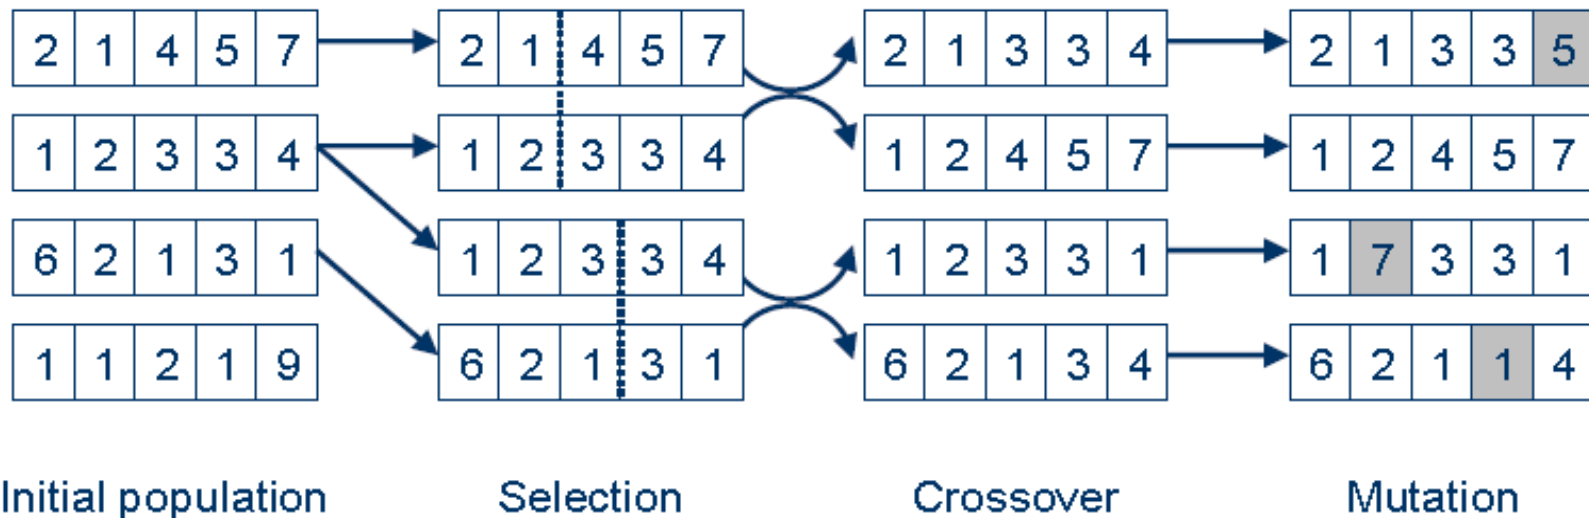 2 1 4 5 7 2 1 4 5 7 2 1 3 3 4 2 1 3 3 5
1 2 3 3 4 1 2 3 3 4 1 2 4 5 7 1 2 4 5 7
6 2 1 3 1 1 2 3 3 4 1 2 3 3 1 1 7 3 3 1
1 1 2 1 9 6 2 1 3 1 6 2 1 3 4 6 2 1 1 4
Initial population Selection Crossover Mutation